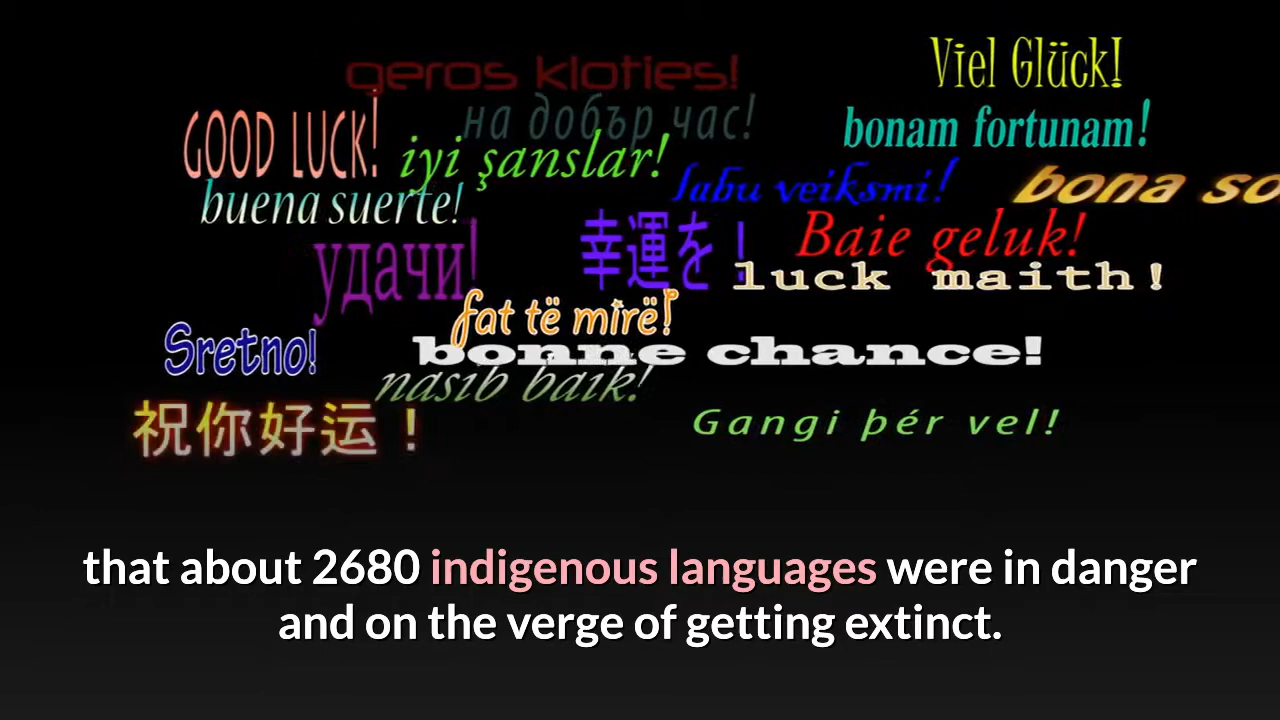 geros kloties!
Viel Glück!
GOOD LUCK!
на добър час!
bonam fortunam!
iyi şanslar!
labu veiksmi!
bona so
buena suerte!
удачи!
幸運を！
Baie geluk!
luck maith!
fat të mirë!
Sretno!
bonne chance!
nasib baik!
祝你好运！
Gangi þér vel!
that about 2680 indigenous languages were in danger
and on the verge of getting extinct.